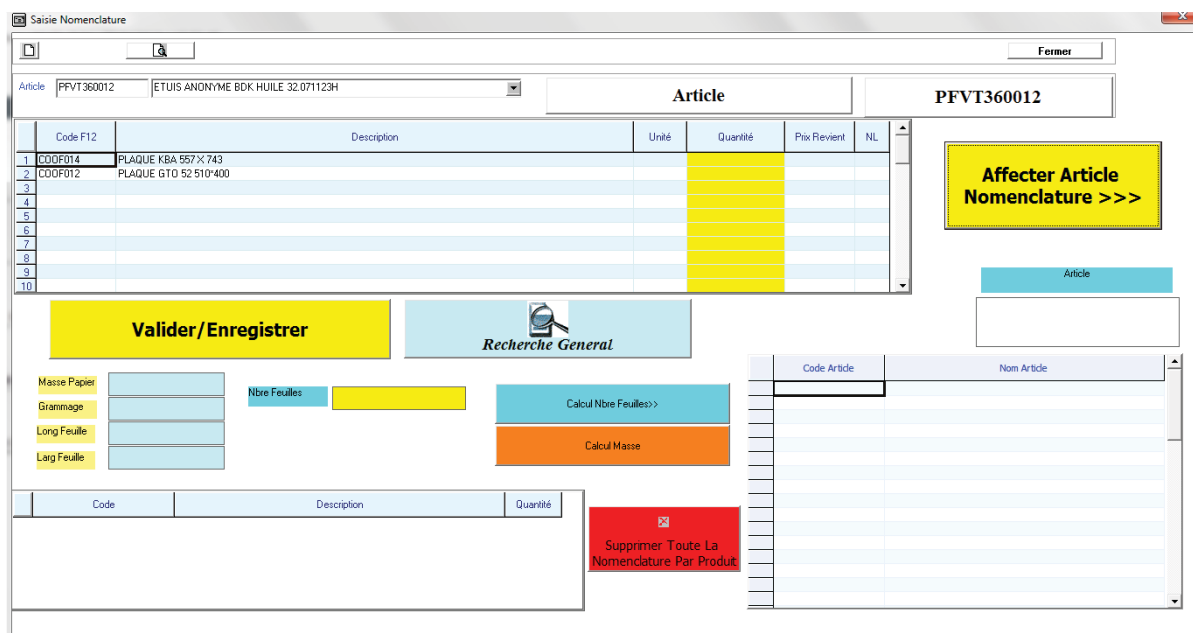 Saisie Nomenclature
Fermer
Article PFVT360012 ETUIS ANONYME BDK HUILE 32.071123H
Article PFVT360012
Code F12 Description Unité Quantité Prix Revient NL
1 COOF014 PLAQUE KBA 557 X 743
2 COOF012 PLAQUE GTO 52 510*400
3
4
5
6
7
8
9
10
Affecter Article
Nomenclature >>>
Article
Valider/Enregistrer
Recherche General
Masse Papier
Grammage
Long Feuille
Larg Feuille
Nbre Feuilles
Calcul Nbre Feuilles>>
Calcul Masse
Code Article Nom Article
Code Description Quantité
Supprimer Toute La
Nomenclature Par Produit